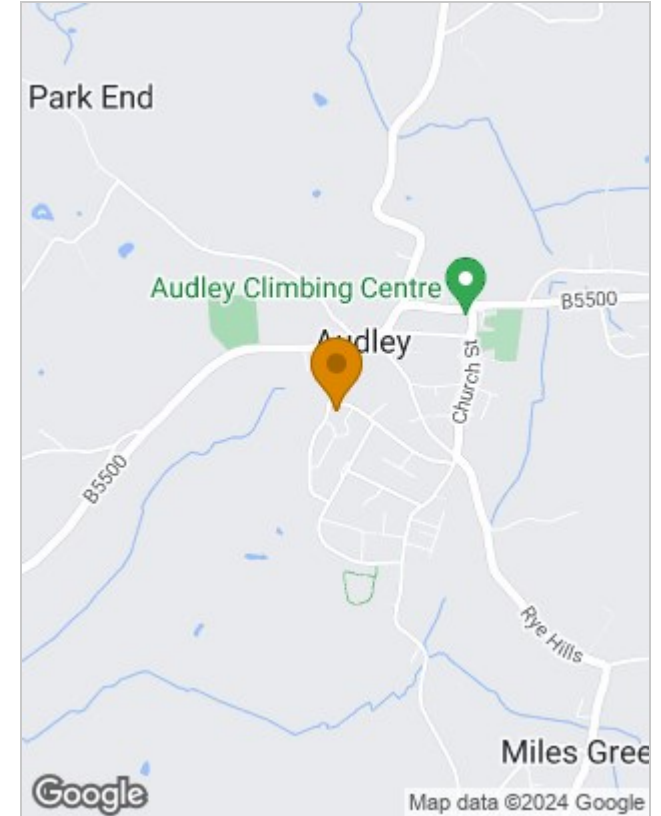 Park End
Audley Climbing Centre
B5500
Audley
Church St
B5500
Rye Hills
Miles Gree
Google
Map data ©2024 Google